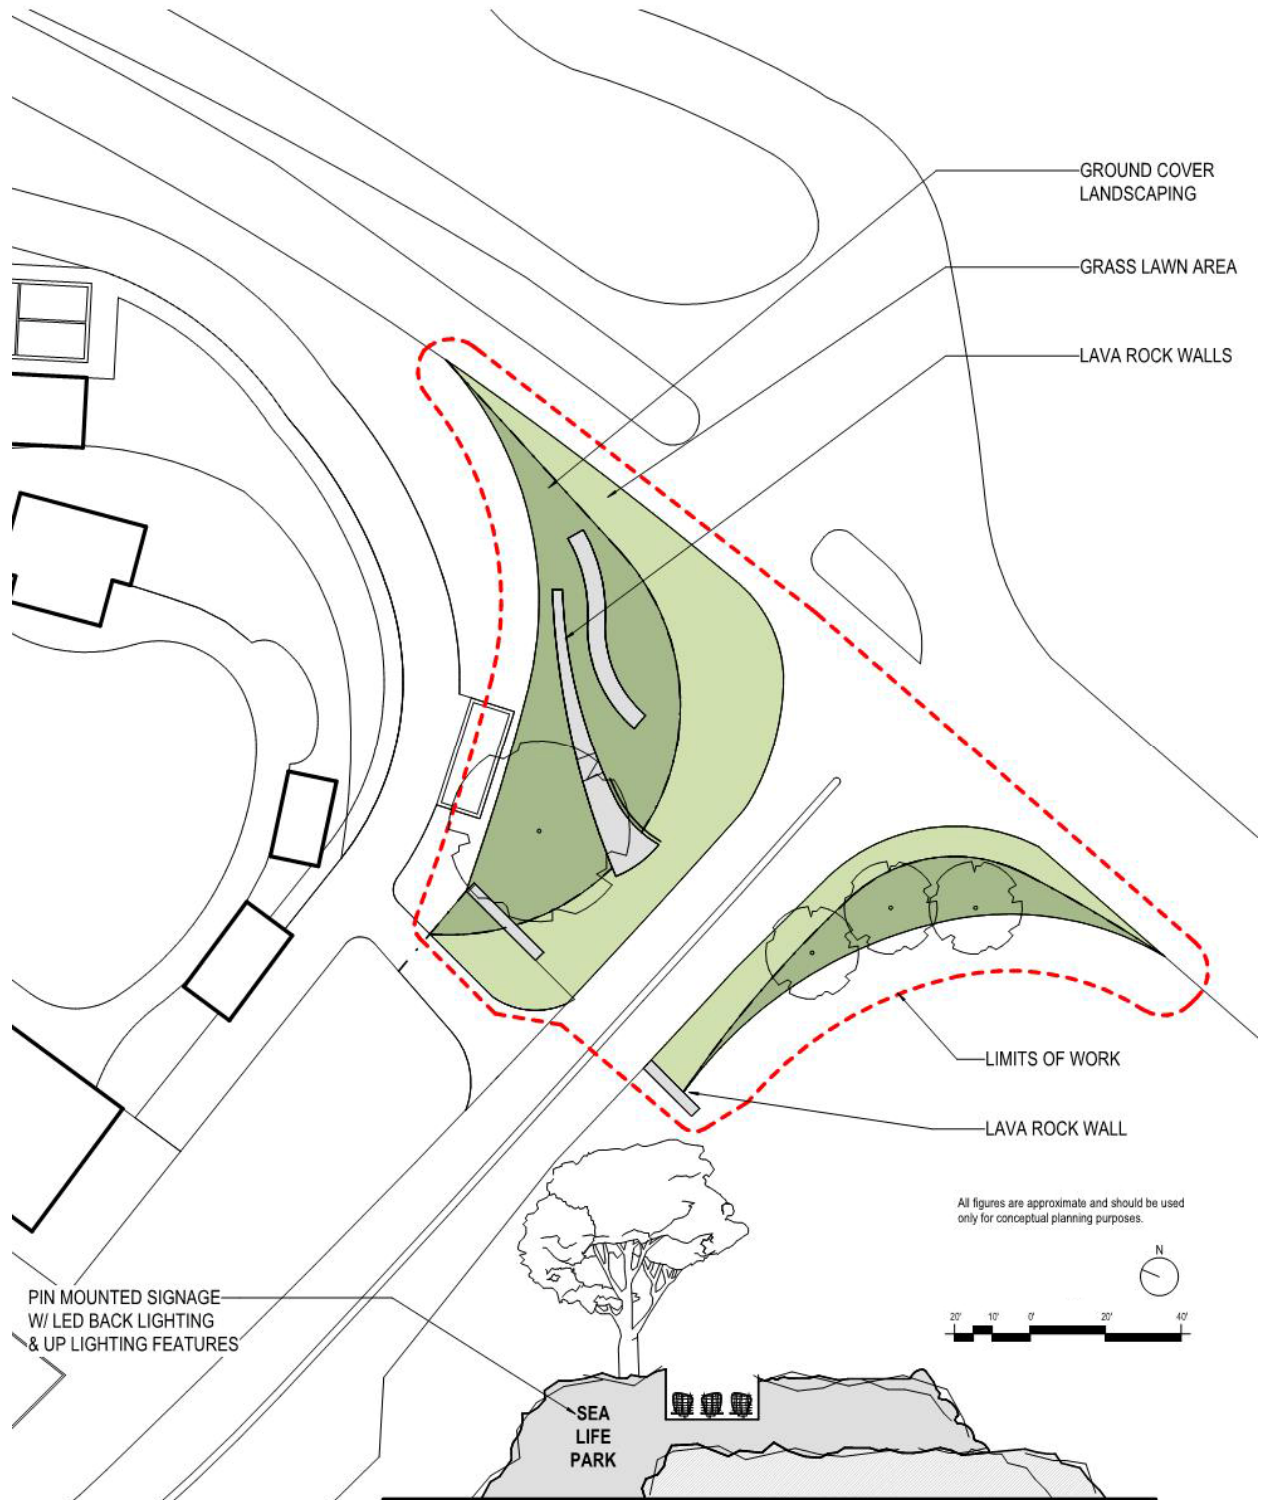 GROUND COVER
LANDSCAPING
GRASS LAWN AREA
LAVA ROCK WALLS
LIMITS OF WORK
LAVA ROCK WALL
All figures are approximate and should be used
only for conceptual planning purposes.
N
20' 10' 0' 20' 40'
PIN MOUNTED SIGNAGE
W/ LED BACK LIGHTING
& UP LIGHTING FEATURES
SEA
LIFE
PARK